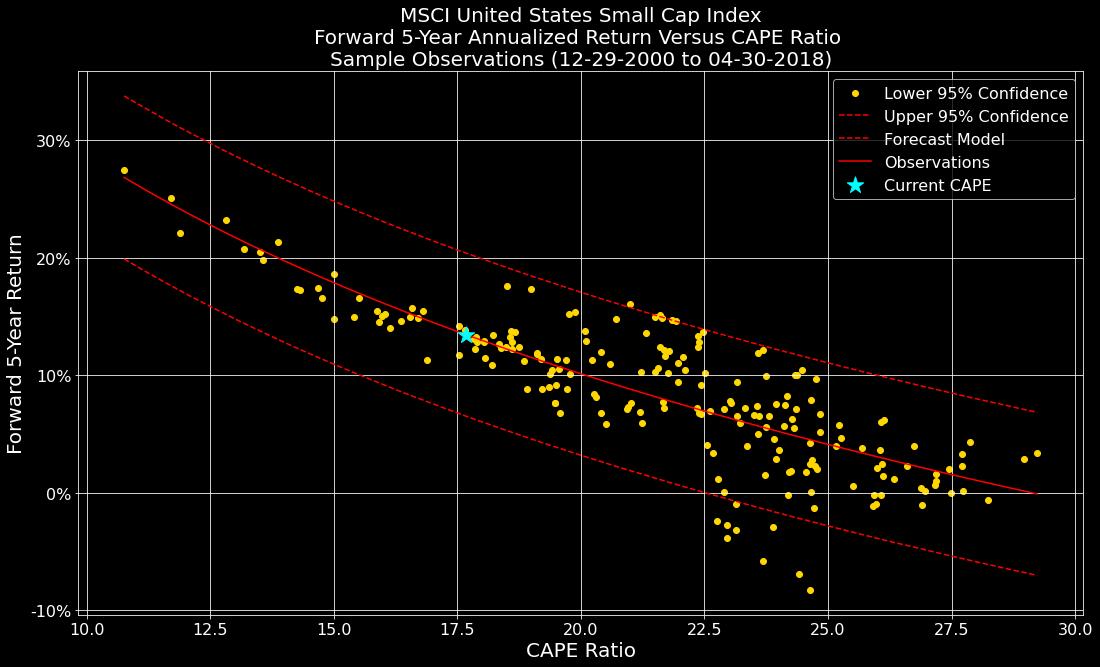 MSCI United States Small Cap Index
Forward 5-Year Annualized Return Versus CAPE Ratio
Sample Observations (12-29-2000 to 04-30-2018)
Lower 95% Confidence
Upper 95% Confidence
Forecast Model
Observations
Current CAPE
Forward 5-Year Return
30%
20%
10%
0%
-10%
10.0 12.5 15.0 17.5 20.0 22.5 25.0 27.5 30.0
CAPE Ratio